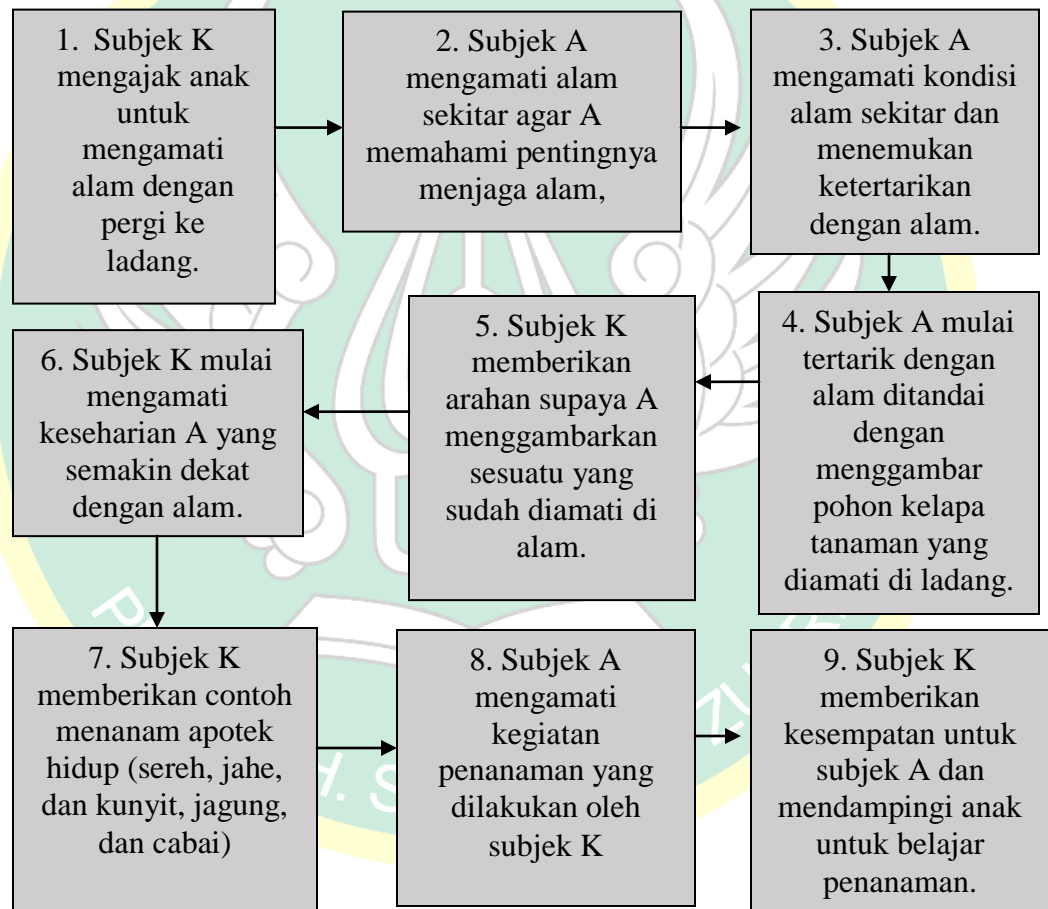 1. Subjek K
mengajak anak
untuk
mengamati
alam dengan
pergi ke
ladang.
2. Subjek A
mengamati alam
sekitar agar A
memahami pentingnya
menjaga alam,
3. Subjek A
mengamati kondisi
alam sekitar dan
menemukan
ketertarikan
dengan alam.
4. Subjek A mulai
tertarik dengan
alam ditandai
dengan
menggambar
pohon kelapa
tanaman yang
diamati di ladang.
5. Subjek K
memberikan
arahan supaya A
menggambarkan
sesuatu yang
sudah diamati di
alam.
6. Subjek K mulai
mengamati
keseharian A yang
semakin dekat
dengan alam.
7. Subjek K
memberikan contoh
menanam apotek
hidup (sereh, jahe,
dan kunyit, jagung,
dan cabai)
8. Subjek A
mengamati
kegiatan
penanaman yang
dilakukan oleh
subjek K
9. Subjek K
memberikan
kesempatan untuk
subjek A dan
mendampingi anak
untuk belajar
penanaman.